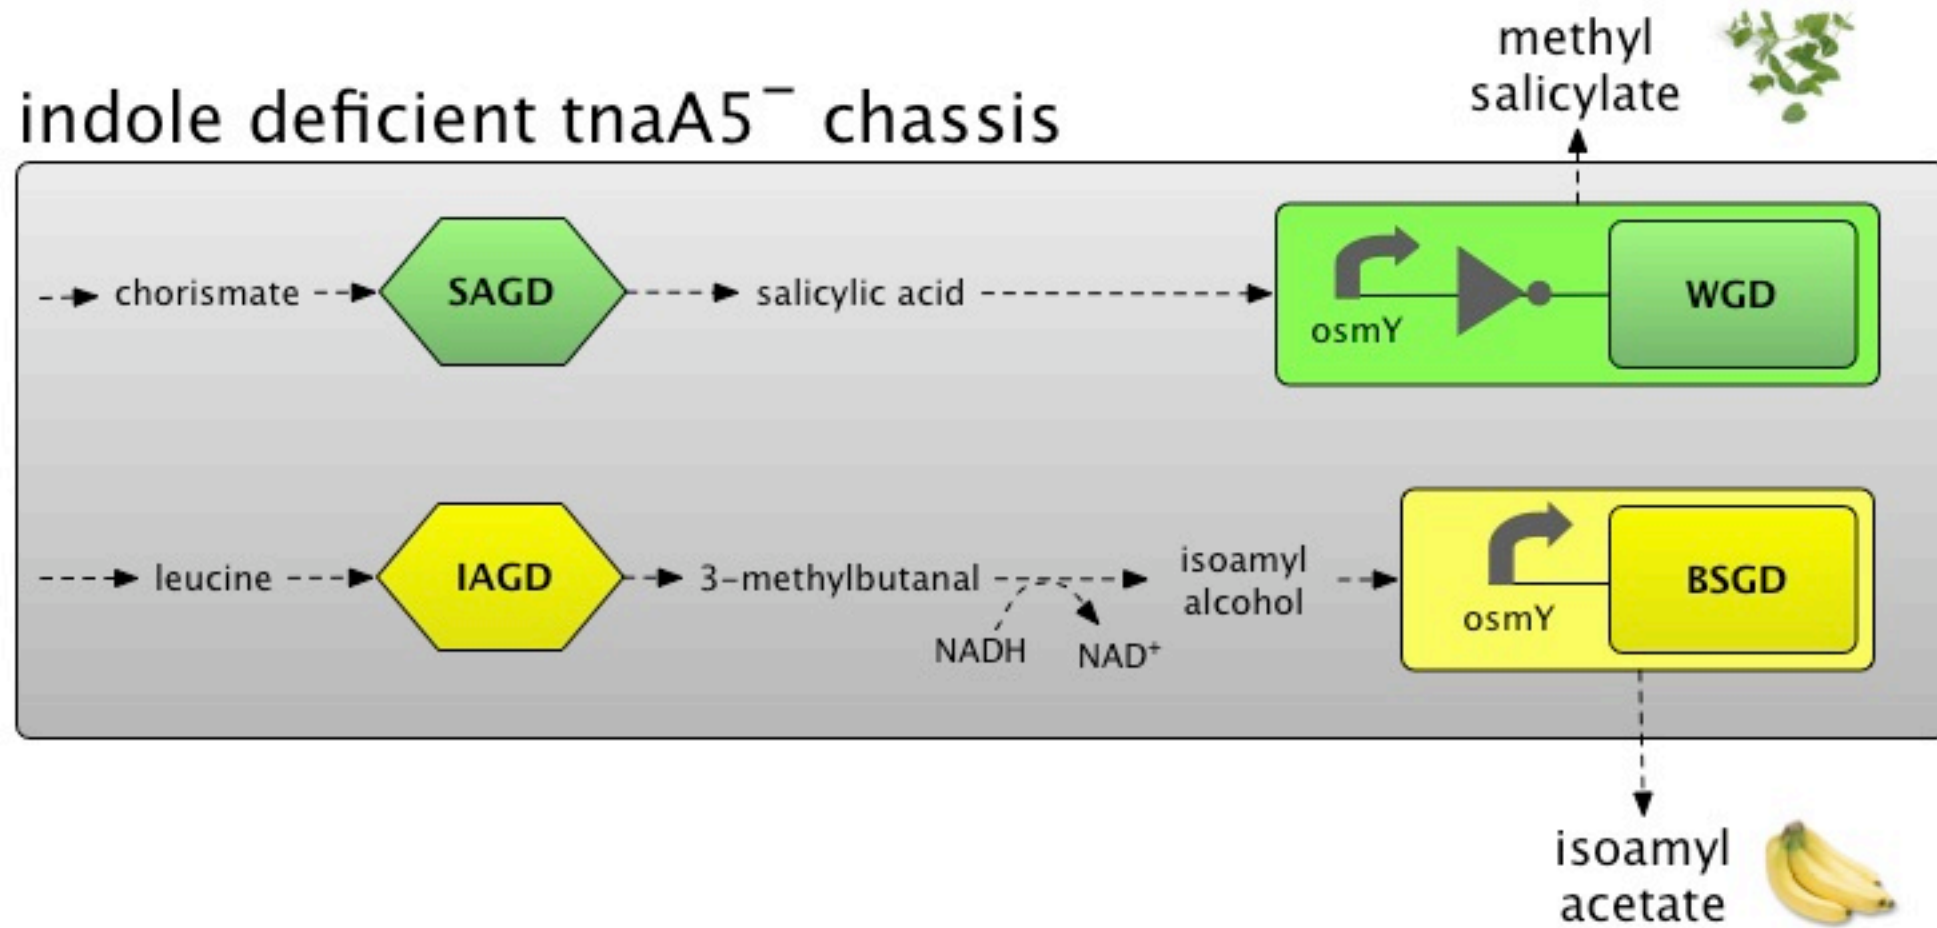 methyl
salicylate
indole deficient tnaA5⁻ chassis
chorismate
SAGD
salicylic acid
osmY
WGD
leucine
IAGD
3-methylbutanal
NADH
NAD⁺
isoamyl
alcohol
osmY
BSGD
isoamyl
acetate